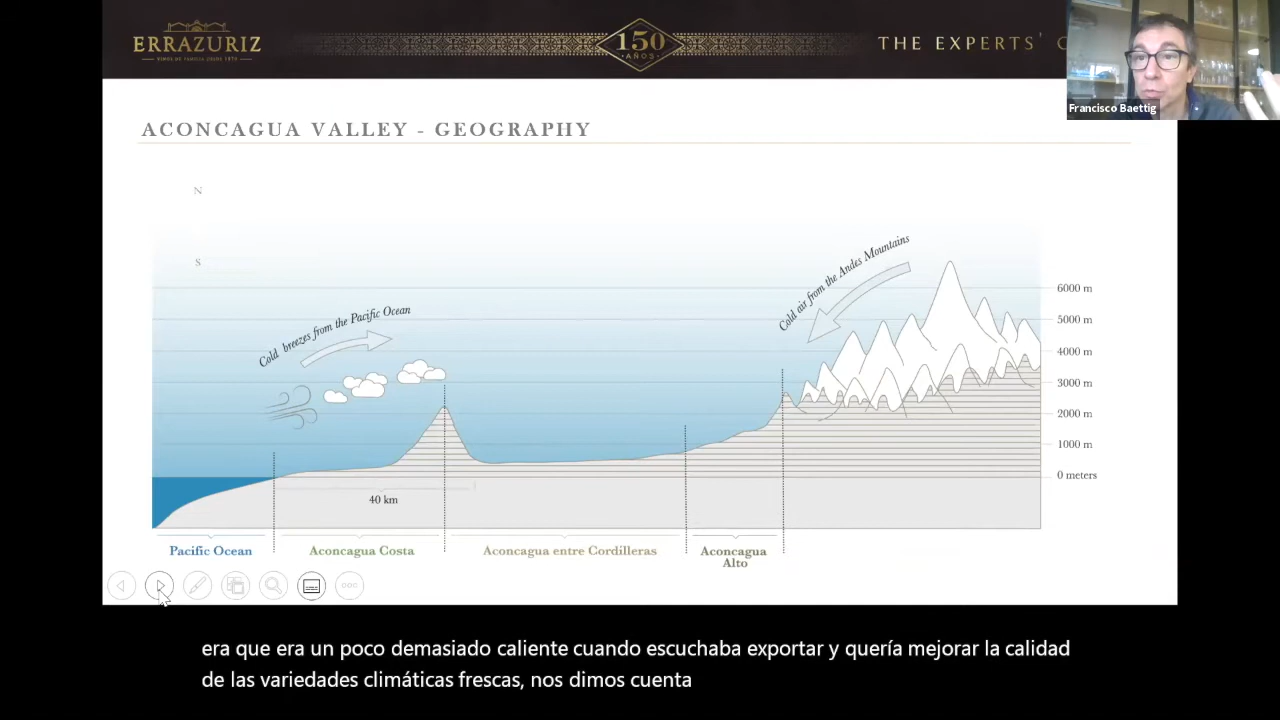 ERRAZURIZ
150
AÑOS
THE EXPERTS' C
Francisco Baettig
ACONCAGUA VALLEY - GEOGRAPHY
N
S
Cold breezes from the Pacific Ocean
Cold air from the Andes Mountains
6000 m
5000 m
4000 m
3000 m
2000 m
1000 m
0 meters
40 km
Pacific Ocean
Aconcagua Costa
Aconcagua entre Cordilleras
Aconcagua
Alto
era que era un poco demasiado caliente cuando escuchaba exportar y quería mejorar la calidad
de las variedades climáticas frescas, nos dimos cuenta